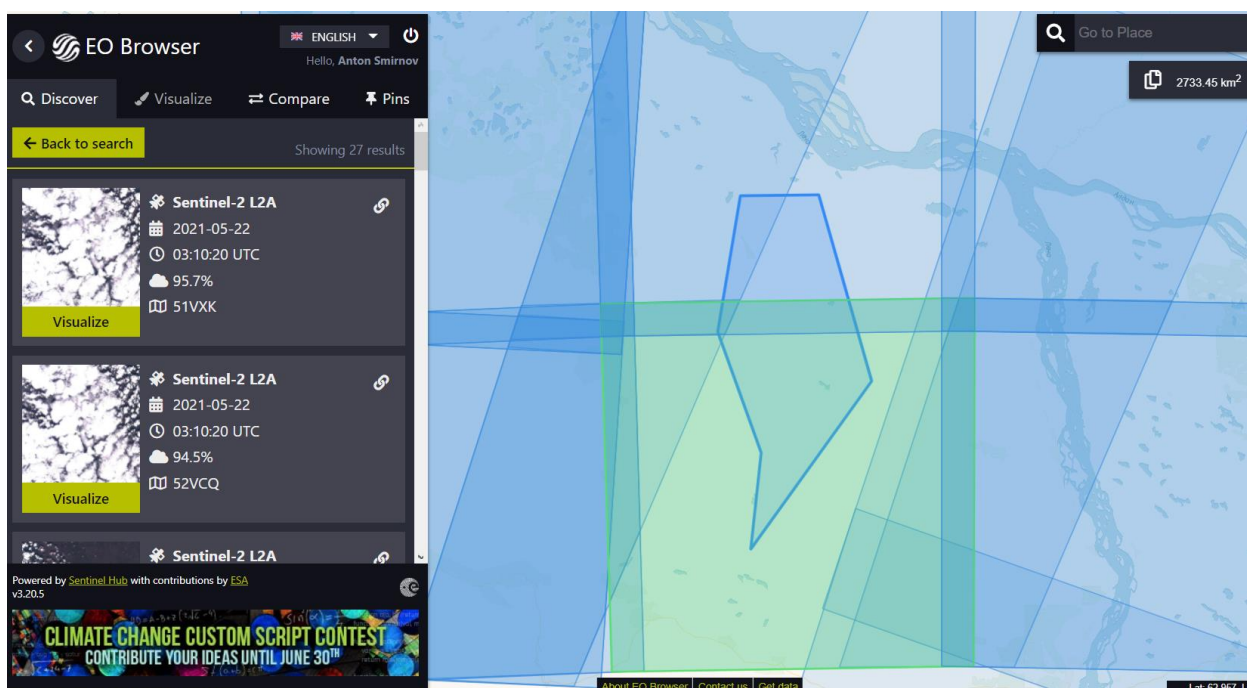 EO Browser
ENGLISH
Hello, Anton Smirnov
Discover
Visualize
Compare
Pins
Back to search
Showing 27 results
Sentinel-2 L2A
2021-05-22
03:10:20 UTC
95.7%
51VXK
Visualize
Sentinel-2 L2A
2021-05-22
03:10:20 UTC
94.5%
52VCQ
Visualize
Sentinel-2 L2A
Powered by Sentinel Hub with contributions by ESA
v3.20.5
CLIMATE CHANGE CUSTOM SCRIPT CONTEST
CONTRIBUTE YOUR IDEAS UNTIL JUNE 30TH
Go to Place
2733.45 km2
About EO Browser
Contact us
Get data